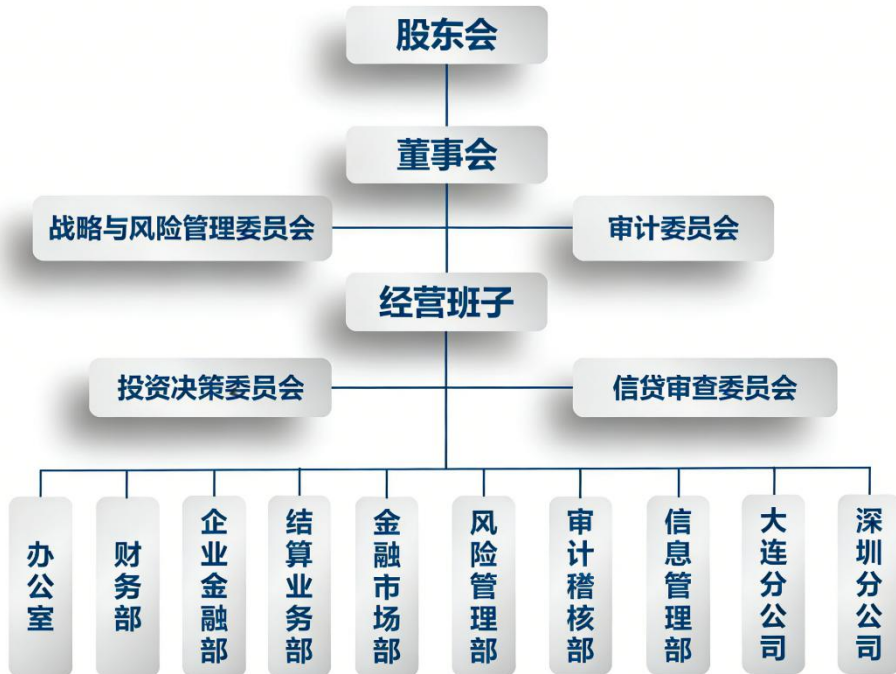 股东会
董事会
战略与风险管理委员会
审计委员会
经营班子
投资决策委员会
信贷审查委员会
办公室
财务部
企业金融部
结算业务部
金融市场部
风险管理部
审计稽核部
信息管理部
大连分公司
深圳分公司